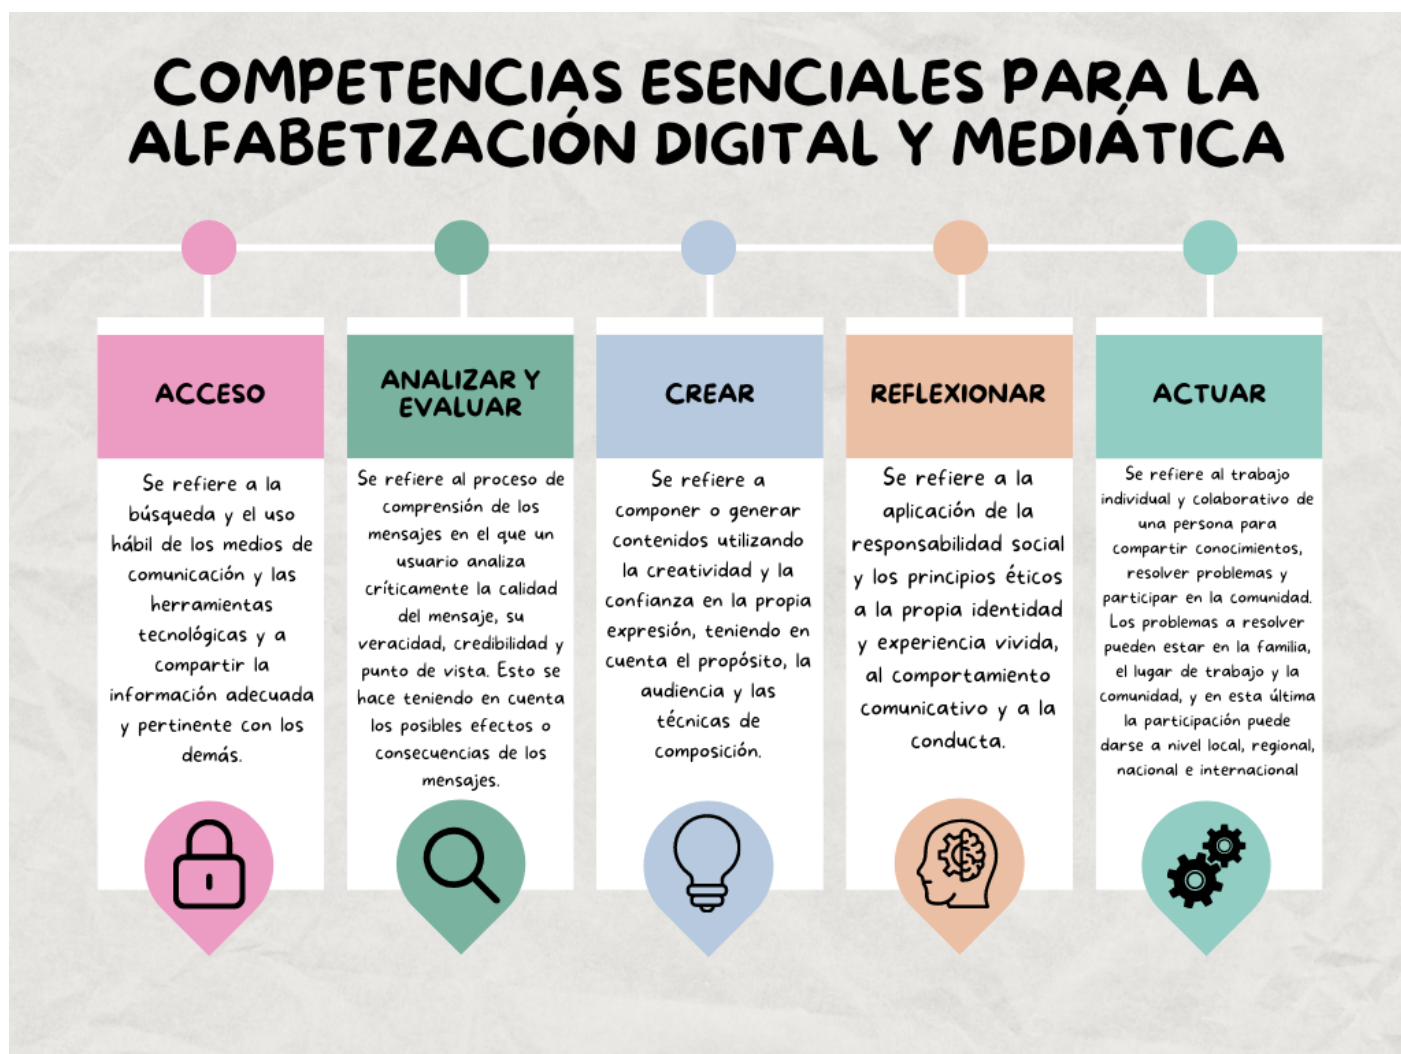 COMPETENCIAS ESENCIALES PARA LA
ALFABETIZACIÓN DIGITAL Y MEDIÁTICA
ACCESO
Se refiere a la
búsqueda y el uso
hábil de los medios de
comunicación y las
herramientas
tecnológicas y a
compartir la
información adecuada
y pertinente con los
demás.
ANALIZAR Y
EVALUAR
Se refiere al proceso de
comprensión de los
mensajes en el que un
usuario analiza
críticamente la calidad
del mensaje, su
veracidad, credibilidad y
punto de vista. Esto se
hace teniendo en cuenta
los posibles efectos o
consecuencias de los
mensajes.
CREAR
Se refiere a
componer o generar
contenidos utilizando
la creatividad y la
confianza en la propia
expresión, teniendo en
cuenta el propósito, la
audiencia y las
técnicas de
composición.
REFLEXIONAR
Se refiere a la
aplicación de la
responsabilidad social
y los principios éticos
a la propia identidad
y experiencia vivida,
al comportamiento
comunicativo y a la
conducta.
ACTUAR
Se refiere al trabajo
individual y colaborativo de
una persona para
compartir conocimientos,
resolver problemas y
participar en la comunidad.
Los problemas a resolver
pueden estar en la familia,
el lugar de trabajo y la
comunidad, y en esta última
la participación puede
darse a nivel local, regional,
nacional e internacional